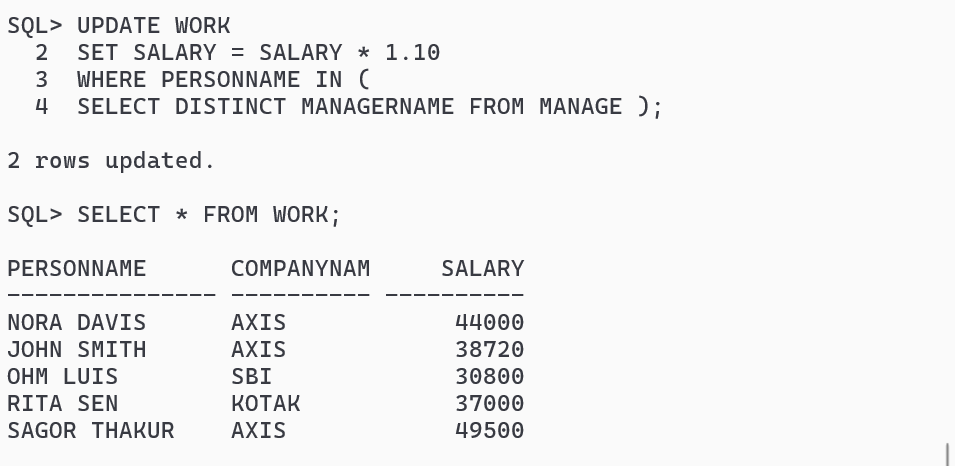 SQL> UPDATE WORK
  2  SET SALARY = SALARY * 1.10
  3  WHERE PERSONNAME IN (
  4  SELECT DISTINCT MANAGERNAME FROM MANAGE );

2 rows updated.

SQL> SELECT * FROM WORK;

PERSONNAME      COMPANYNAM     SALARY
--------------- ---------- ----------
NORA DAVIS      AXIS            44000
JOHN SMITH      AXIS            38720
OHM LUIS        SBI             30800
RITA SEN        KOTAK           37000
SAGOR THAKUR    AXIS            49500